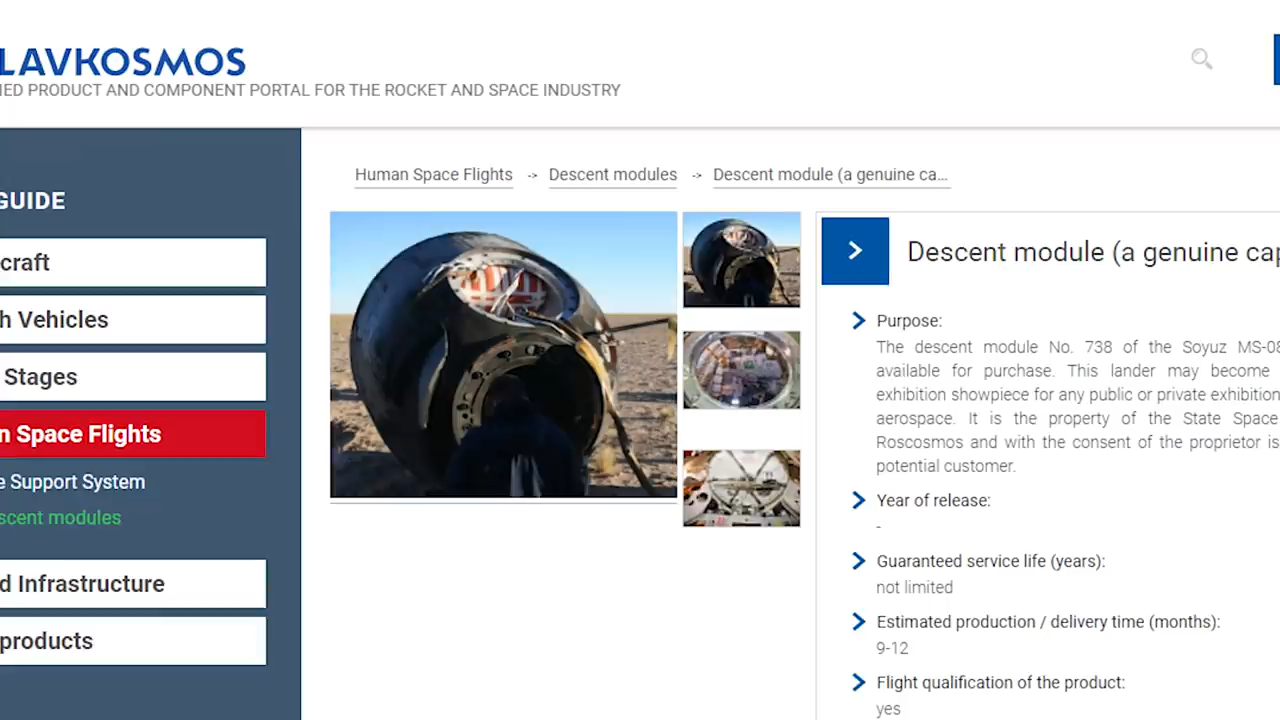 LAVKOSMOS
IED PRODUCT AND COMPONENT PORTAL FOR THE ROCKET AND SPACE INDUSTRY
GUIDE
craft
h Vehicles
Stages
n Space Flights
e Support System
scent modules
d Infrastructure
products
Human Space Flights -> Descent modules -> Descent module (a genuine ca...
Descent module (a genuine cap
Purpose:
The descent module No. 738 of the Soyuz MS-08
available for purchase. This lander may become
exhibition showpiece for any public or private exhibition
aerospace. It is the property of the State Space
Roscosmos and with the consent of the proprietor is
potential customer.
Year of release:
-
Guaranteed service life (years):
not limited
Estimated production / delivery time (months):
9-12
Flight qualification of the product:
yes